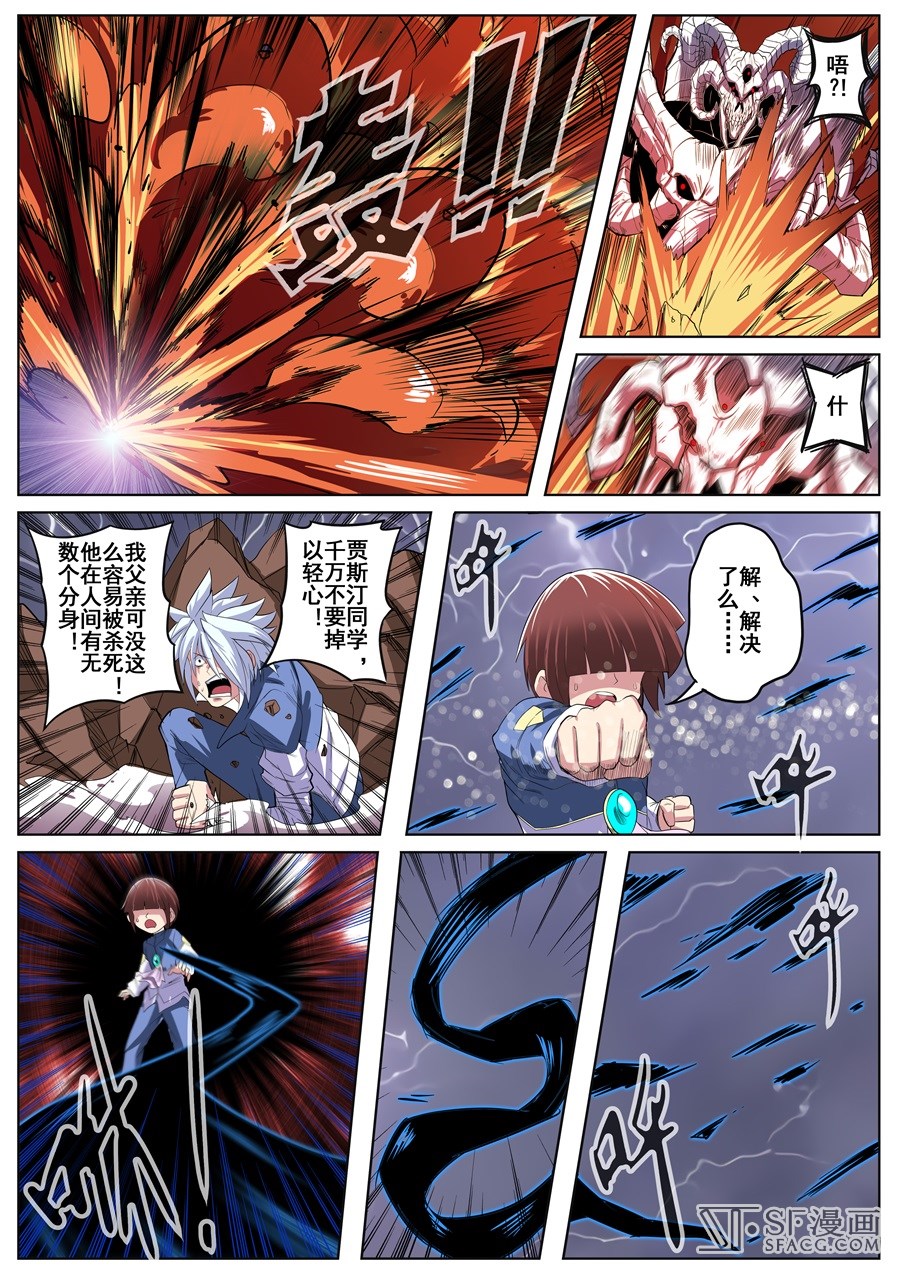 唔?!
什
轰!!
解、解决
了么……
呼
呼
贾斯汀同学，
千万不要掉
以轻心！
我父亲可没这
么容易被杀死！
他在人间有无
数个分身！
呼
呼
SF漫画
SFACG.COM